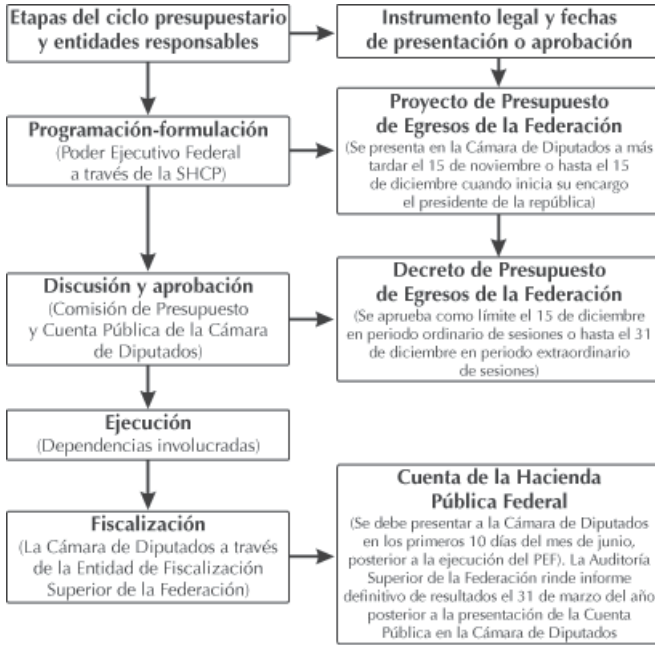 Etapas del ciclo presupuestario
y entidades responsables
Instrumento legal y fechas
de presentación o aprobación
Programación-formulación
(Poder Ejecutivo Federal
a través de la SHCP)
Proyecto de Presupuesto
de Egresos de la Federación
(Se presenta en la Cámara de Diputados a más
tardar el 15 de noviembre o hasta el 15
de diciembre cuando inicia su encargo
el presidente de la república)
Discusión y aprobación
(Comisión de Presupuesto
y Cuenta Pública de la Cámara
de Diputados)
Decreto de Presupuesto
de Egresos de la Federación
(Se aprueba como límite el 15 de diciembre
en periodo ordinario de sesiones o hasta el 31
de diciembre en periodo extraordinario
de sesiones)
Ejecución
(Dependencias involucradas)
Fiscalización
(La Cámara de Diputados a través
de la Entidad de Fiscalización
Superior de la Federación)
Cuenta de la Hacienda
Pública Federal
(Se debe presentar a la Cámara de Diputados
en los primeros 10 días del mes de junio,
posterior a la ejecución del PEF). La Auditoría
Superior de la Federación rinde informe
definitivo de resultados el 31 de marzo del año
posterior a la presentación de la Cuenta
Pública en la Cámara de Diputados